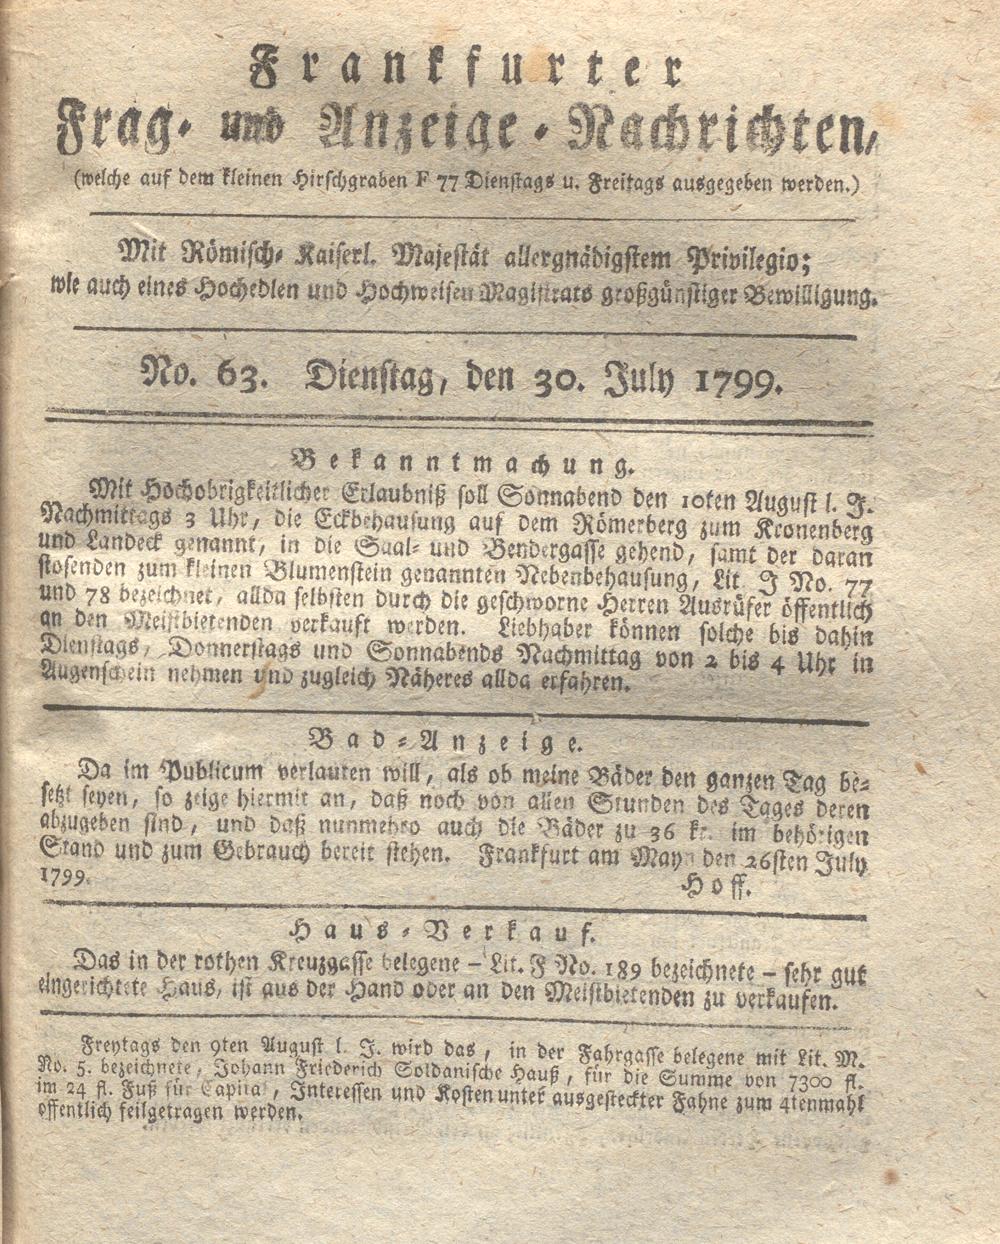 Frankfurter
Frag- und Anzeige-Nachrichten,
(welche auf dem kleinen Hirschgraben F 77 Dienstags u. Freitags ausgegeben werden.)
Mit Römisch-Kaiserl. Majestät allergnädigstem Privilegio;
wie auch eines Hochedlen und Hochweisen Magistrats großgünstiger Bewilligung.
No. 63. Dienstag, den 30. July 1799.
Bekanntmachung.
Mit Hochobrigkeitlicher Erlaubniß soll Sonnabend den 10ten August l. J.
Nachmittags 3 Uhr, die Eckbehausung auf dem Römerberg zum Kronenberg
und Landeck genannt, in die Saal- und Bendergasse gehend, samt der daran
stosenden zum kleinen Blumenstein genannten Nebenbehausung, Lit. J No. 77
und 78 bezeichnet, allda selbsten durch die geschworne Herren Ausrüfer öffentlich
an den Meistbietenden verkauft werden. Liebhaber können solche bis dahin
Dienstags, Donnerstags und Sonnabends Nachmittag von 2 bis 4 Uhr in
Augenschein nehmen und zugleich Näheres allda erfahren.
Bad-Anzeige.
Da im Publicum verlauten will, als ob meine Bäder den ganzen Tag be-
setzt seyen, so zeige hiermit an, daß noch von allen Stunden des Tages deren
abzugeben sind, und daß nunmehro auch die Bäder zu 36 kr. im behörigen
Stand und zum Gebrauch bereit stehen. Frankfurt am Mayn den 26sten July
1799. Hoff.
Haus-Verkauf.
Das in der rothen Kreuzgasse belegene – Lit. F No. 189 bezeichnete – sehr gut
eingerichtete Haus, ist aus der Hand oder an den Meistbietenden zu verkaufen.
Freytags den 9ten August l. J. wird das, in der Fahrgasse belegene mit Lit. M.
No. 5. bezeichnete, Johann Friederich Soldanische Hauß, für die Summe von 7300 fl.
im 24 fl. Fuß für Capital, Interessen und Kosten unter ausgesteckter Fahne zum 4tenmahl
öffentlich feilgetragen werden.